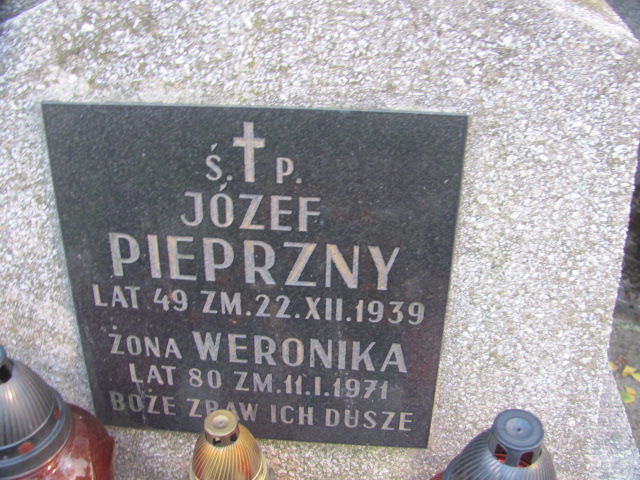 Ś. P.
JÓZEF
PIEPRZNY
LAT 49 ZM. 22. XII. 1939
ŻONA WERONIKA
LAT 80 ZM. 11. I. 1971
BOŻE ZBAW ICH DUSZE